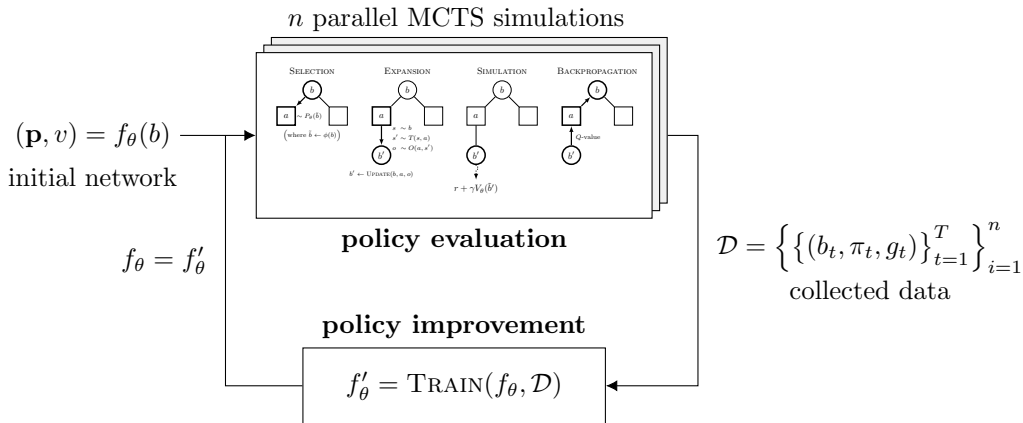 n parallel MCTS simulations
SELECTION
EXPANSION
SIMULATION
BACKPROPAGATION
b
b
b
b
a ∼ P_θ(b̃)
(where b̃ ← ϕ(b))
a
s ∼ b
s′ ∼ T(s, a)
o ∼ O(a, s′)
b′
b′ ← UPDATE(b, a, o)
a
b′
r + γV_θ(b̃′)
a
Q-value
b′
(p, v) = f_θ(b)
initial network
policy evaluation
f_θ = f′_θ
𝒟 = { {(b_t, π_t, g_t)}_{t=1}^T }_{i=1}^n
collected data
policy improvement
f′_θ = TRAIN(f_θ, 𝒟)